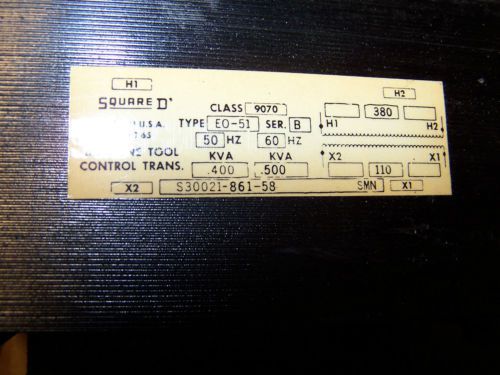 H1 H2
SQUARE D CLASS 9070 380
U.S.A. TYPE EO-51 SER. B H1 H2
50 HZ 60 HZ
TOOL KVA KVA X2 X1
CONTROL TRANS. .400 .500 110
X2 S30021-861-58 SMN X1